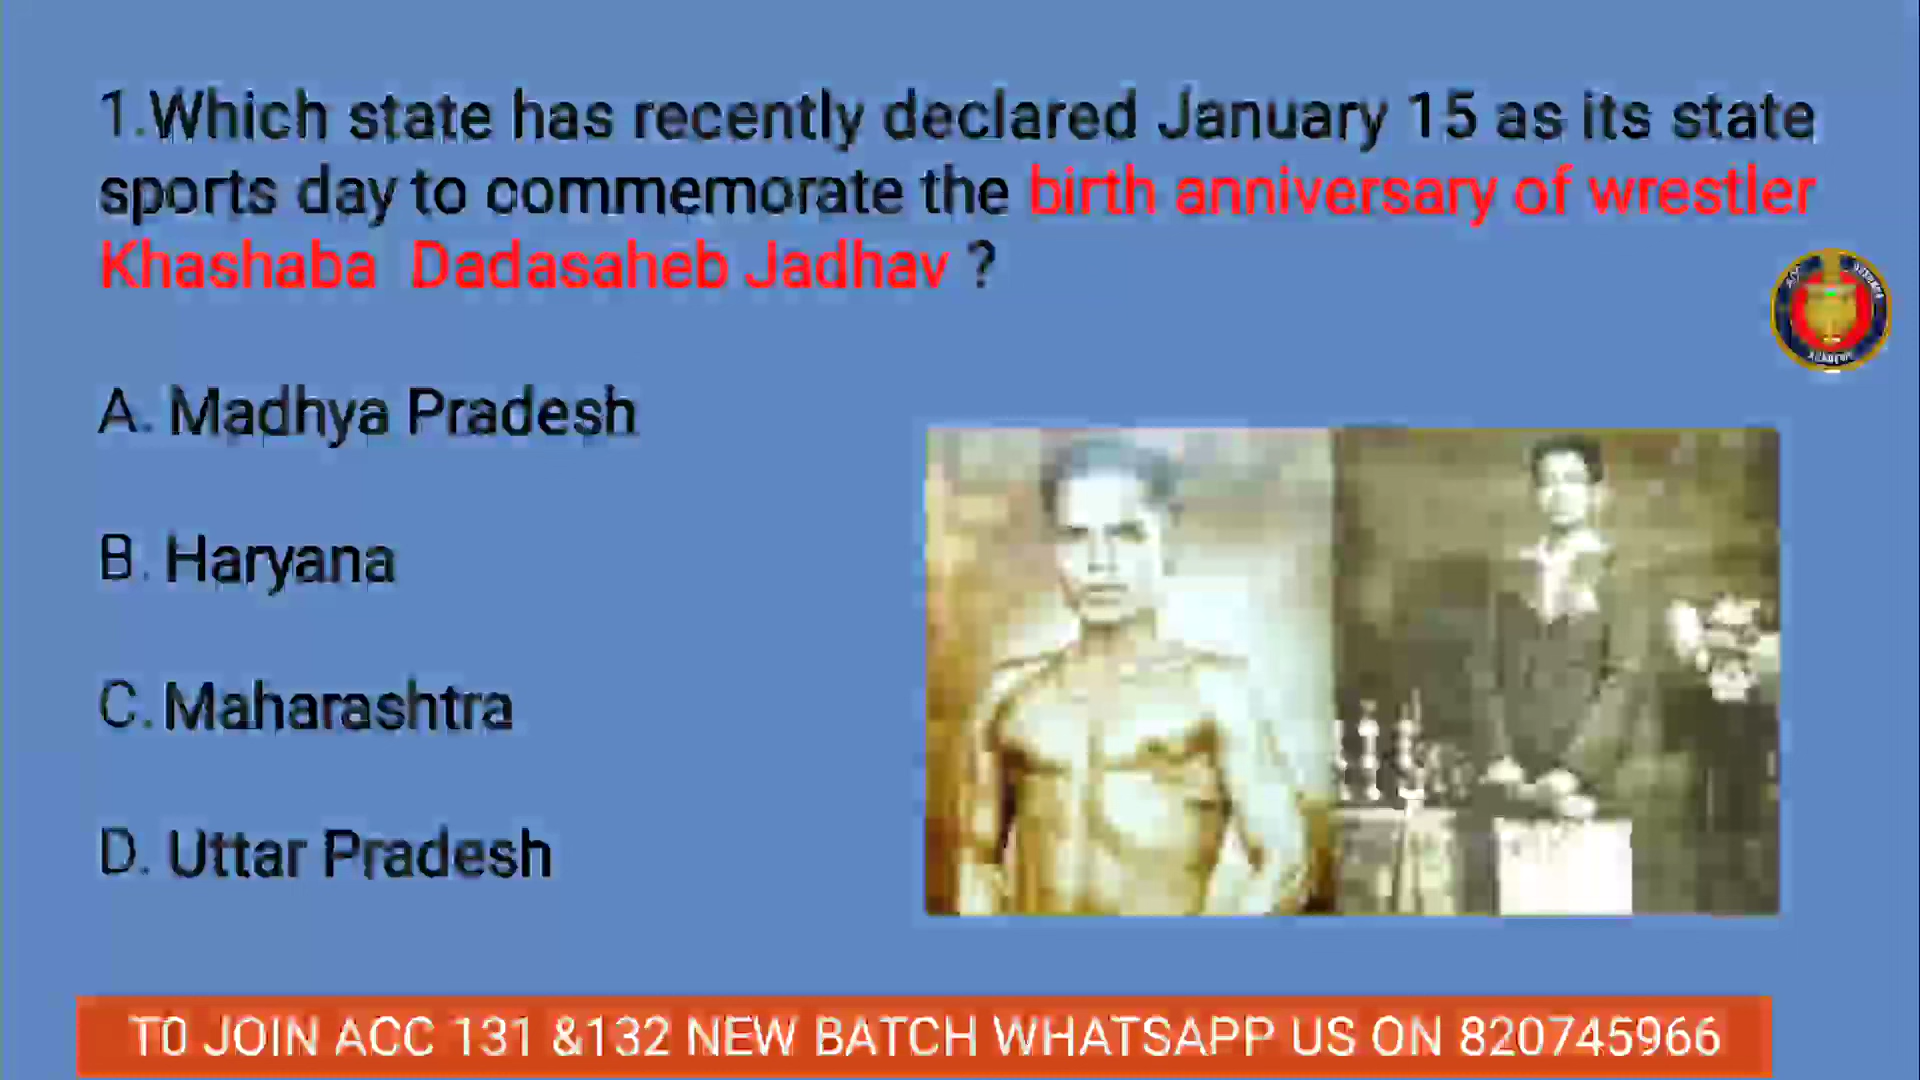 1.Which state has recently declared January 15 as its state
sports day to commemorate the birth anniversary of wrestler
Khashaba Dadasaheb Jadhav ?
A. Madhya Pradesh
B. Haryana
C. Maharashtra
D. Uttar Pradesh
T0 JOIN ACC 131 &132 NEW BATCH WHATSAPP US ON 820745966